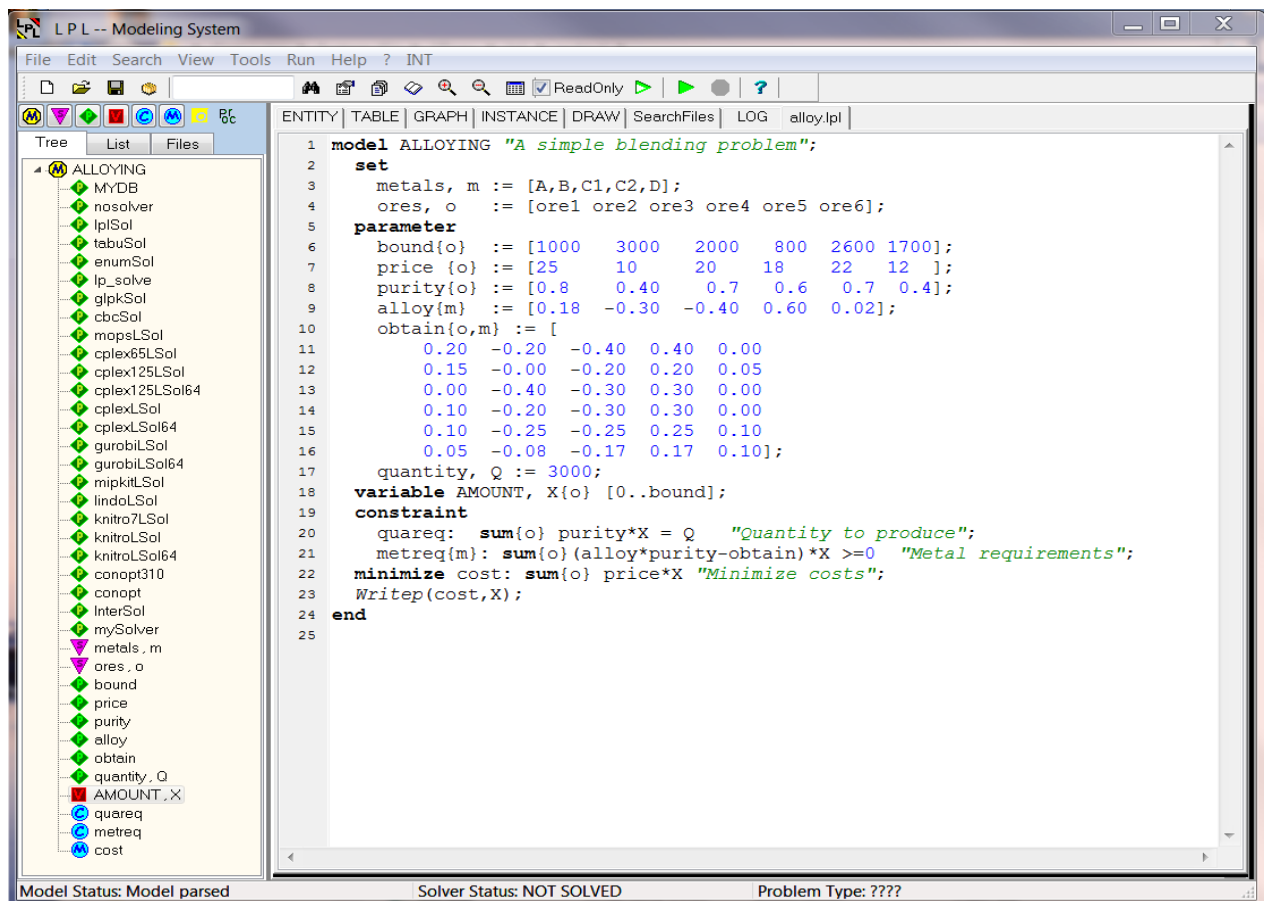 L P L -- Modeling System
File Edit Search View Tools Run Help ? INT
ReadOnly
ENTITY TABLE GRAPH INSTANCE DRAW SearchFiles LOG alloy.lpl
Tree List Files
ALLOYING
MYDB
nosolver
lplSol
tabuSol
enumSol
lp_solve
glpkSol
cbcSol
mopsLSol
cplex65LSol
cplex125LSol
cplex125LSol64
cplexLSol
cplexLSol64
gurobiLSol
gurobiLSol64
mipkitLSol
lindoLSol
knitro7LSol
knitroLSol
knitroLSol64
conopt310
conopt
InterSol
mySolver
metals , m
ores , o
bound
price
purity
alloy
obtain
quantity , Q
AMOUNT , X
quareq
metreq
cost
1 model ALLOYING "A simple blending problem";
2 set
3 metals, m := [A,B,C1,C2,D];
4 ores, o := [ore1 ore2 ore3 ore4 ore5 ore6];
5 parameter
6 bound{o} := [1000 3000 2000 800 2600 1700];
7 price {o} := [25 10 20 18 22 12 ];
8 purity{o} := [0.8 0.40 0.7 0.6 0.7 0.4];
9 alloy{m} := [0.18 -0.30 -0.40 0.60 0.02];
10 obtain{o,m} := [
11 0.20 -0.20 -0.40 0.40 0.00
12 0.15 -0.00 -0.20 0.20 0.05
13 0.00 -0.40 -0.30 0.30 0.00
14 0.10 -0.20 -0.30 0.30 0.00
15 0.10 -0.25 -0.25 0.25 0.10
16 0.05 -0.08 -0.17 0.17 0.10];
17 quantity, Q := 3000;
18 variable AMOUNT, X{o} [0..bound];
19 constraint
20 quareq: sum{o} purity*X = Q "Quantity to produce";
21 metreq{m}: sum{o}(alloy*purity-obtain)*X >=0 "Metal requirements";
22 minimize cost: sum{o} price*X "Minimize costs";
23 Writep(cost,X);
24 end
25
Model Status: Model parsed Solver Status: NOT SOLVED Problem Type: ????